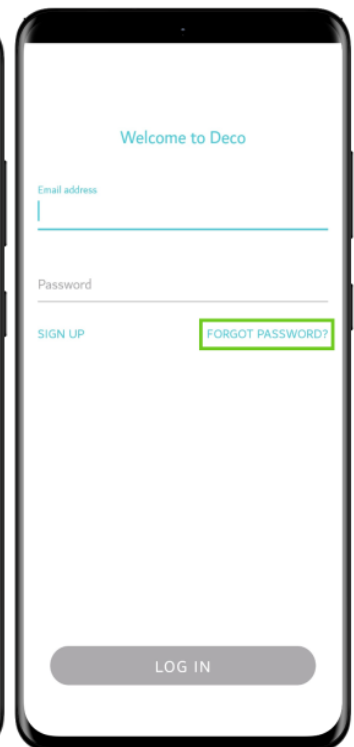 Welcome to Deco
Email address
Password
SIGN UP FORGOT PASSWORD?
LOG IN